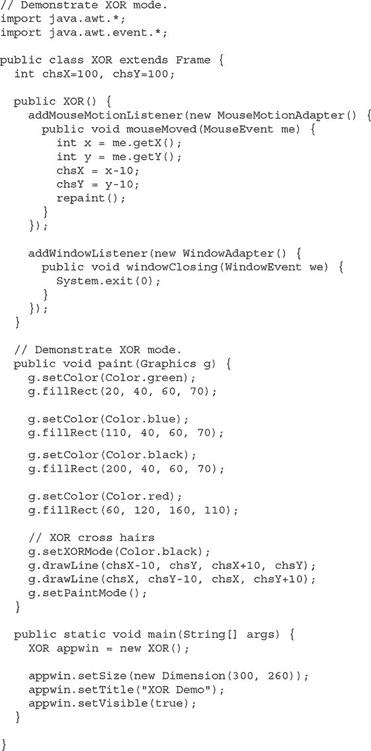 // Demonstrate XOR mode.
import java.awt.*;
import java.awt.event.*;

public class XOR extends Frame {
  int chsX=100, chsY=100;

  public XOR() {
    addMouseMotionListener(new MouseMotionAdapter() {
      public void mouseMoved(MouseEvent me) {
        int x = me.getX();
        int y = me.getY();
        chsX = x-10;
        chsY = y-10;
        repaint();
      }
    });

    addWindowListener(new WindowAdapter() {
      public void windowClosing(WindowEvent we) {
        System.exit(0);
      }
    });
  }

  // Demonstrate XOR mode.
  public void paint(Graphics g) {
    g.setColor(Color.green);
    g.fillRect(20, 40, 60, 70);

    g.setColor(Color.blue);
    g.fillRect(110, 40, 60, 70);

    g.setColor(Color.black);
    g.fillRect(200, 40, 60, 70);

    g.setColor(Color.red);
    g.fillRect(60, 120, 160, 110);

    // XOR cross hairs
    g.setXORMode(Color.black);
    g.drawLine(chsX-10, chsY, chsX+10, chsY);
    g.drawLine(chsX, chsY-10, chsX, chsY+10);
    g.setPaintMode();
  }

  public static void main(String[] args) {
    XOR appwin = new XOR();

    appwin.setSize(new Dimension(300, 260));
    appwin.setTitle("XOR Demo");
    appwin.setVisible(true);
  }

}